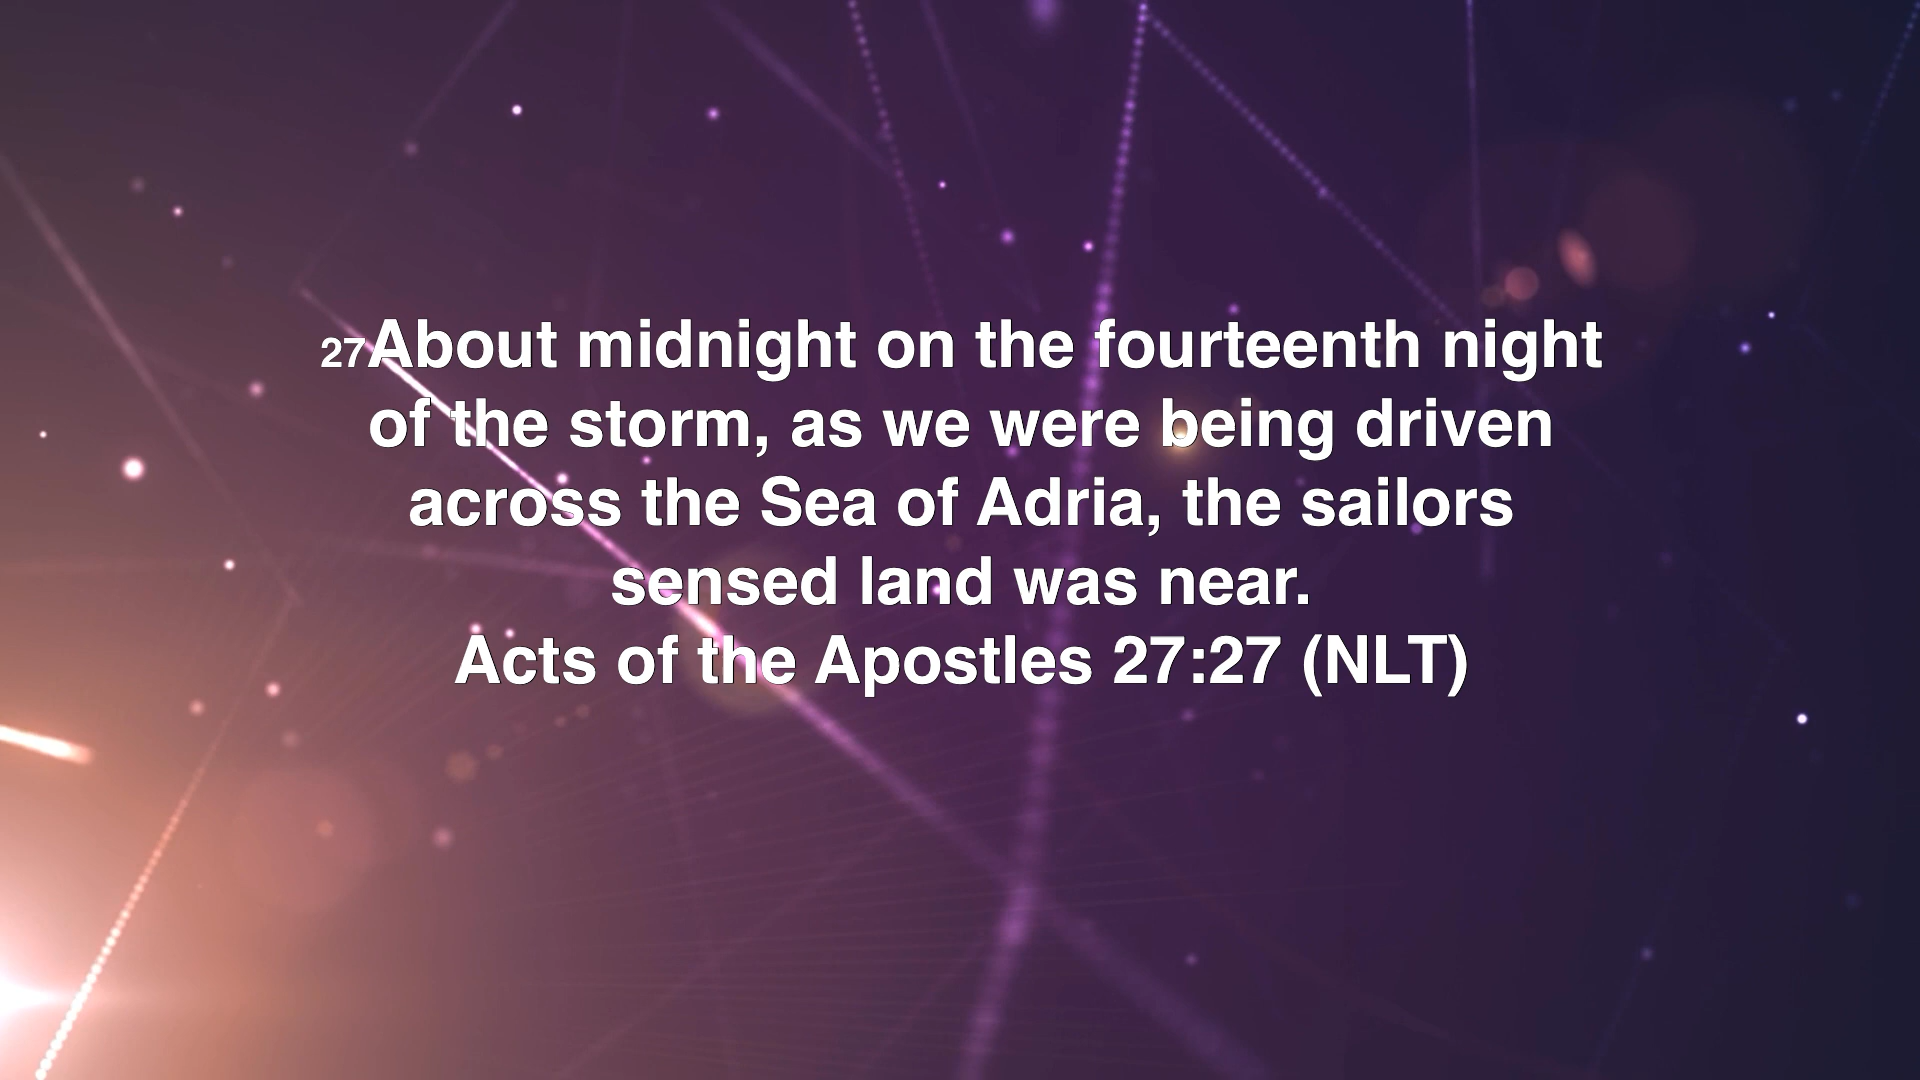 27About midnight on the fourteenth night
of the storm, as we were being driven
across the Sea of Adria, the sailors
sensed land was near.
Acts of the Apostles 27:27 (NLT)